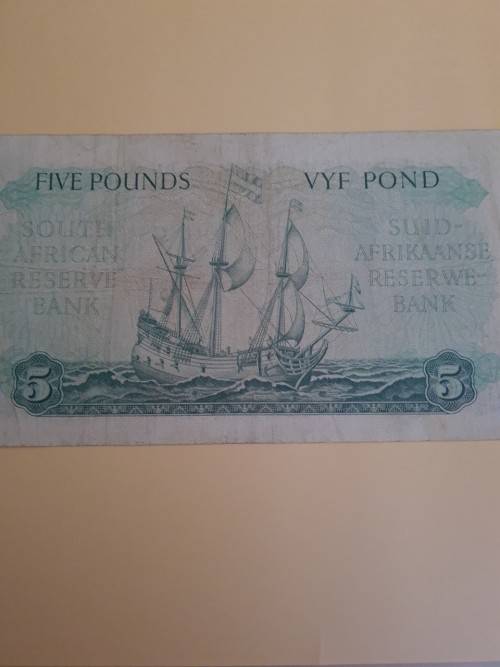 FIVE POUNDS
VYF POND
SOUTH
AFRICAN
RESERVE
BANK
SUID-
AFRIKAANSE
RESERWE-
BANK
5
5